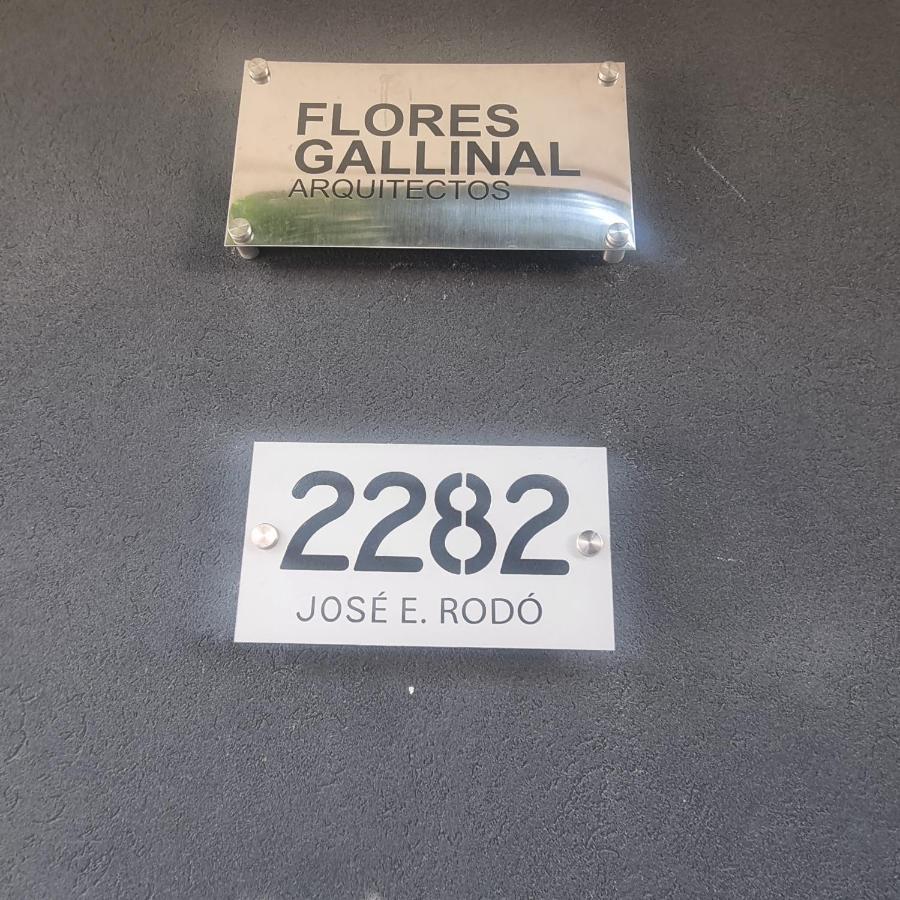 FLORES
GALLINAL
ARQUITECTOS
2282
JOSÉ E. RODÓ